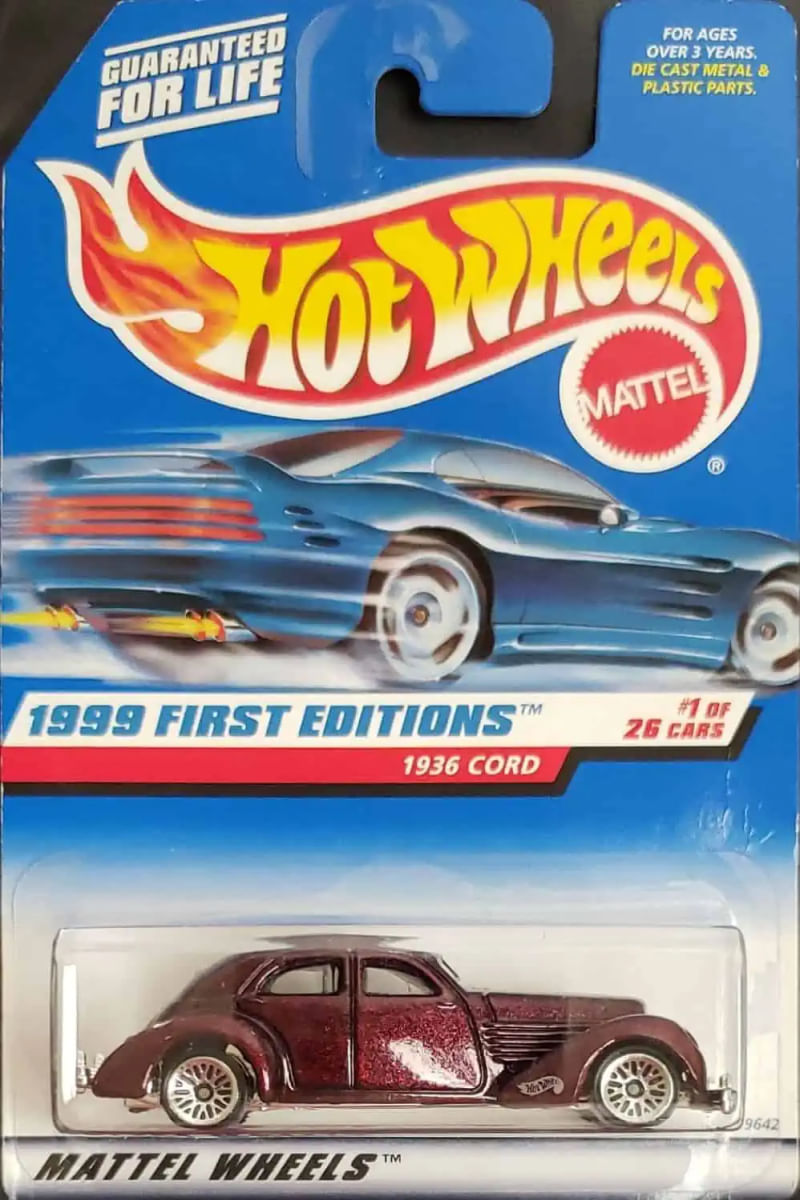 GUARANTEED
FOR LIFE
FOR AGES
OVER 3 YEARS.
DIE CAST METAL &
PLASTIC PARTS.
HOT WHEELS
MATTEL
®
1999 FIRST EDITIONS™
#1 OF
26 CARS
1936 CORD
Hot Wheels
9642
MATTEL WHEELS™